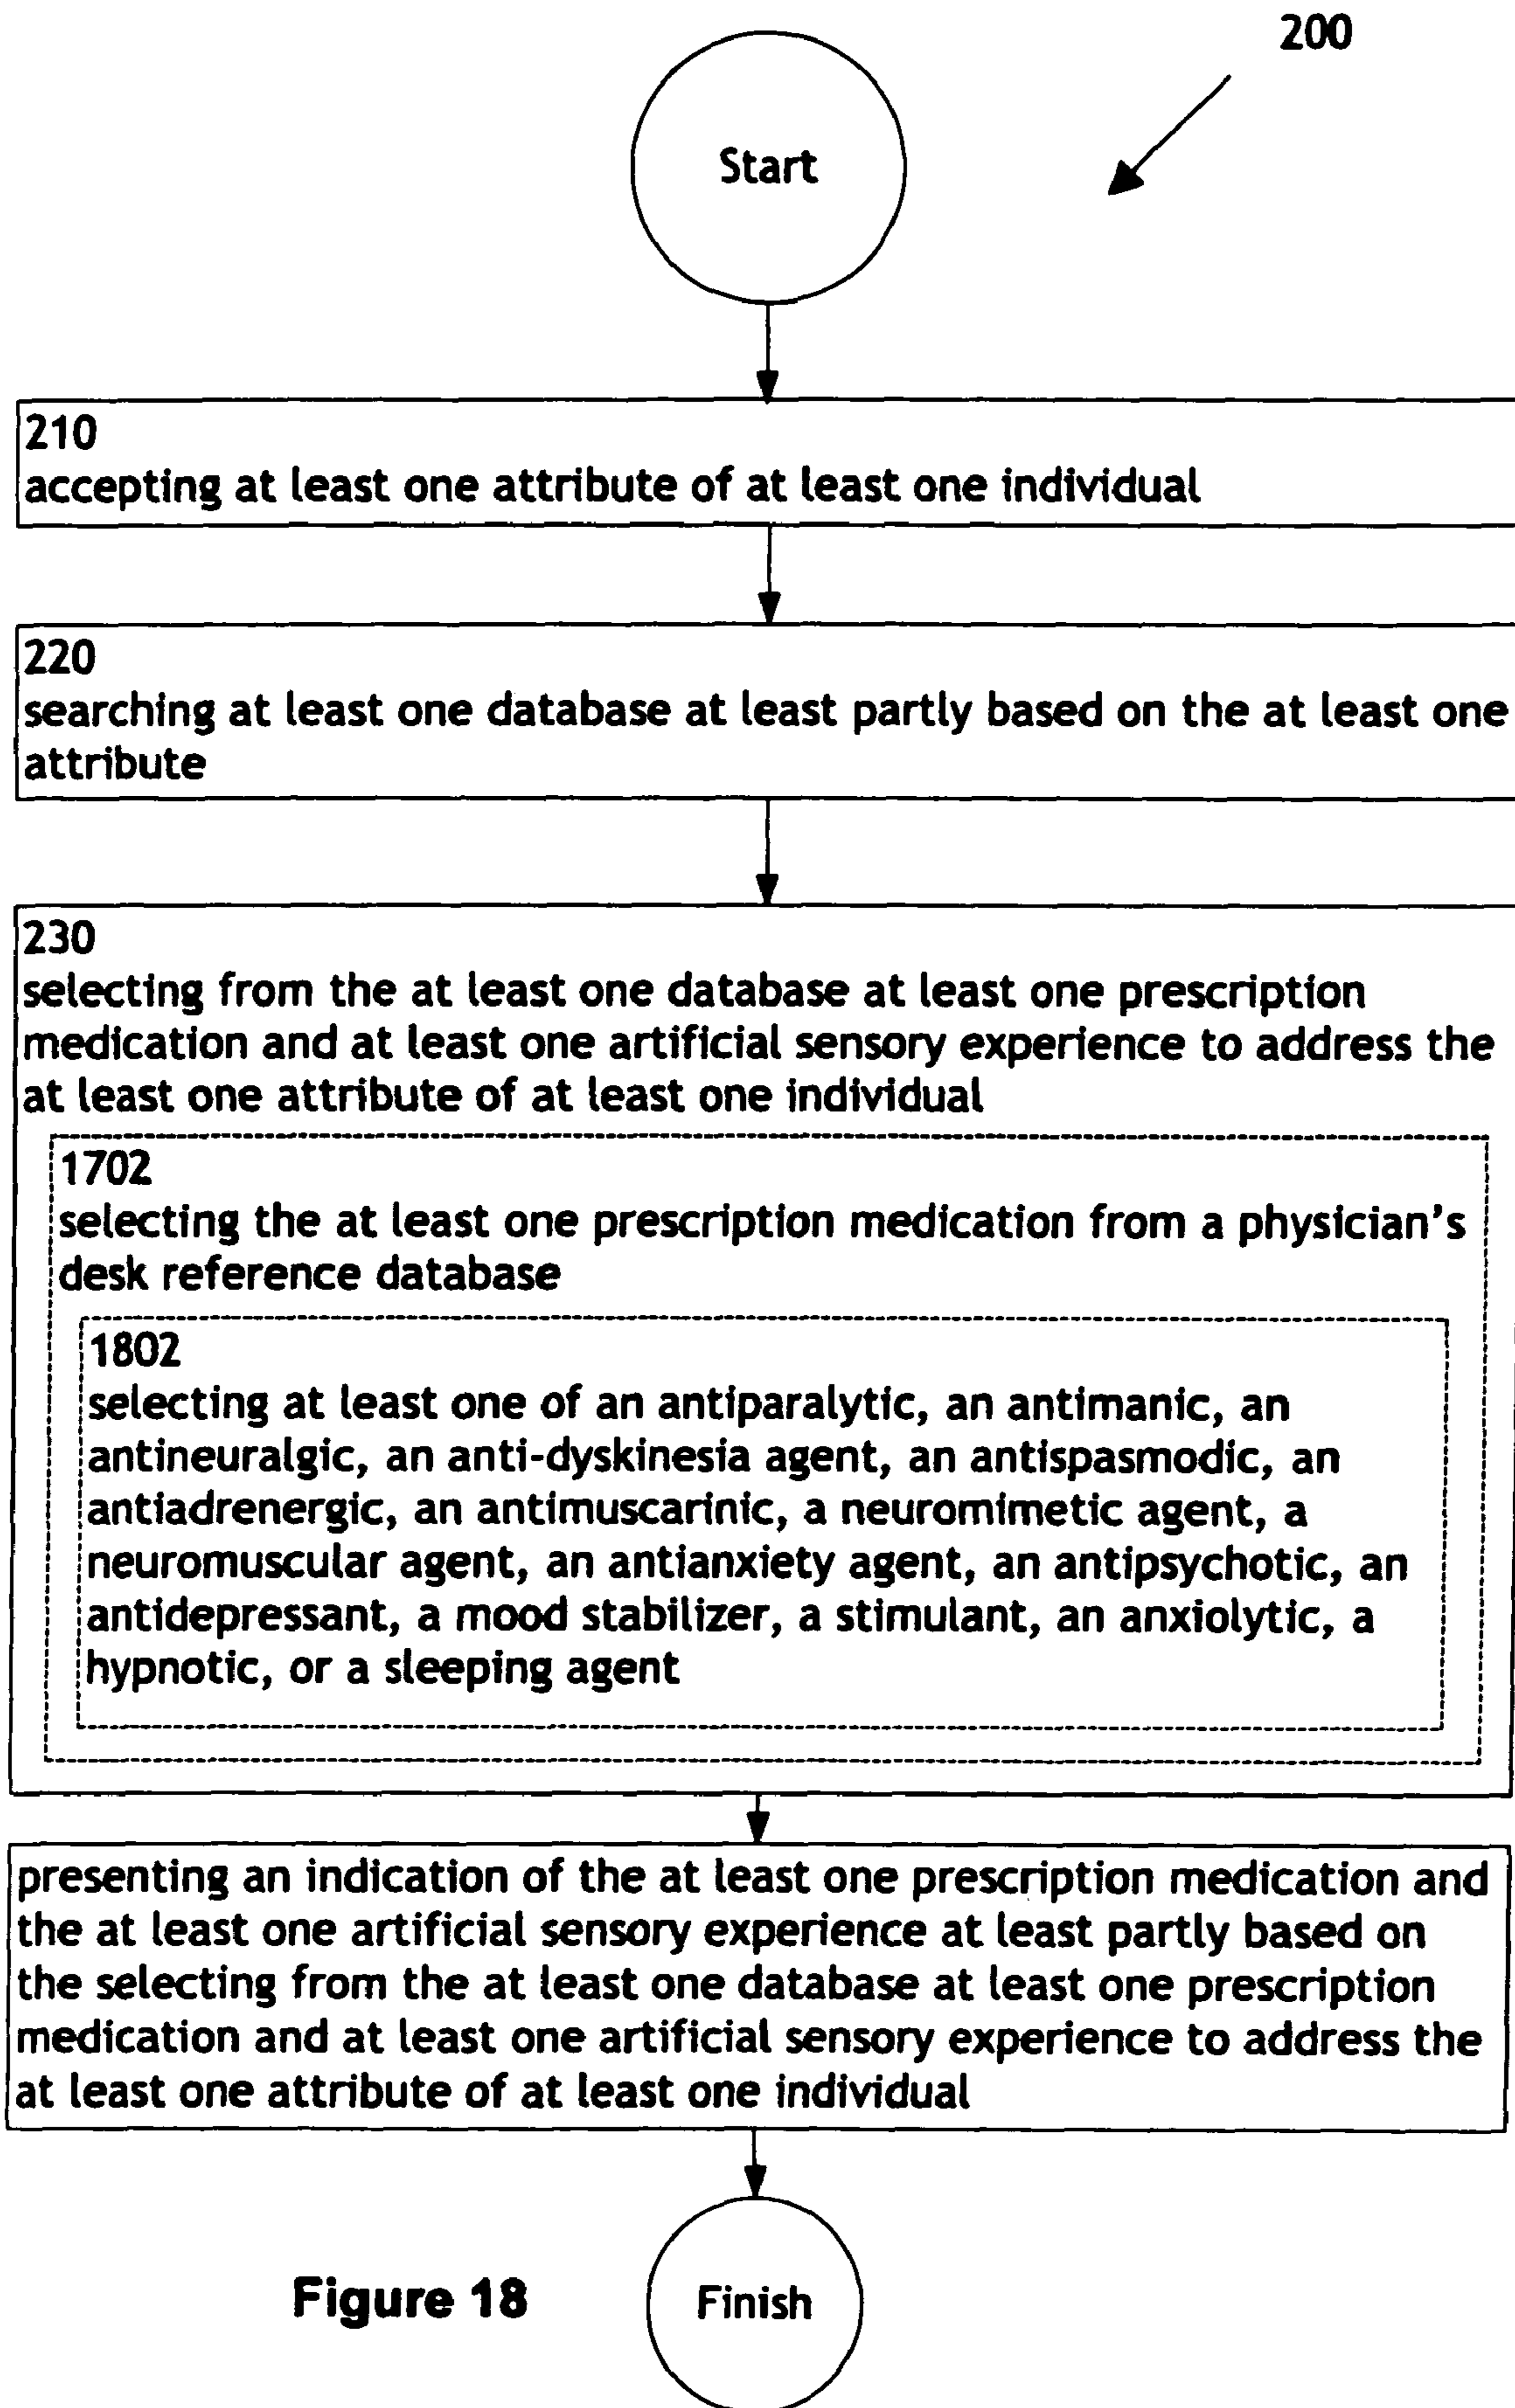 200
Start
210
accepting at least one attribute of at least one individual
220
searching at least one database at least partly based on the at least one
attribute
230
selecting from the at least one database at least one prescription
medication and at least one artificial sensory experience to address the
at least one attribute of at least one individual
1702
selecting the at least one prescription medication from a physician's
desk reference database
1802
selecting at least one of an antiparalytic, an antimanic, an
antineuralgic, an anti-dyskinesia agent, an antispasmodic, an
antiadrenergic, an antimuscarinic, a neuromimetic agent, a
neuromuscular agent, an antianxiety agent, an antipsychotic, an
antidepressant, a mood stabilizer, a stimulant, an anxiolytic, a
hypnotic, or a sleeping agent
presenting an indication of the at least one prescription medication and
the at least one artificial sensory experience at least partly based on
the selecting from the at least one database at least one prescription
medication and at least one artificial sensory experience to address the
at least one attribute of at least one individual
Figure 18
Finish